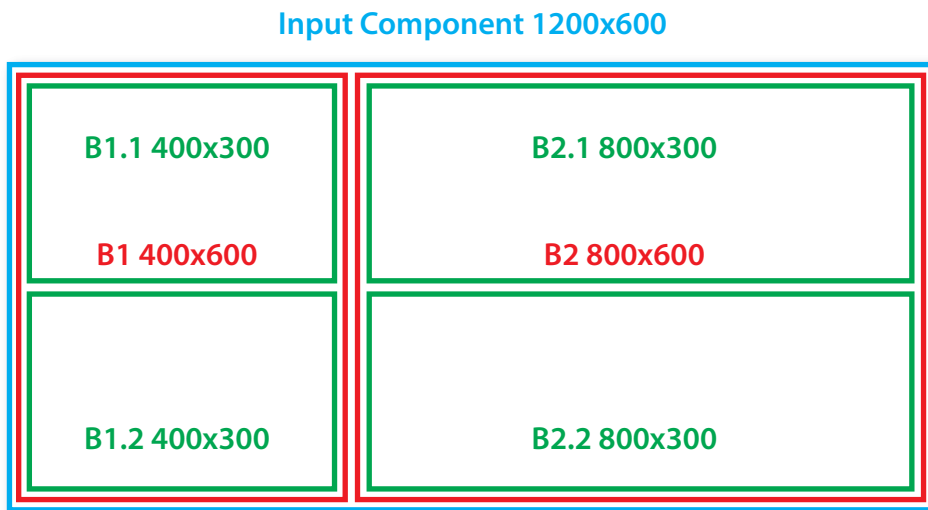 Input Component 1200x600
B1.1 400x300
B2.1 800x300
B1 400x600
B2 800x600
B1.2 400x300
B2.2 800x300